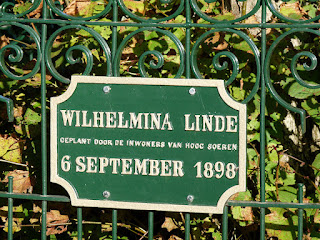 WILHELMINA LINDE
GEPLANT DOOR DE INWONERS VAN HOOG SOEREN
6 SEPTEMBER 1898